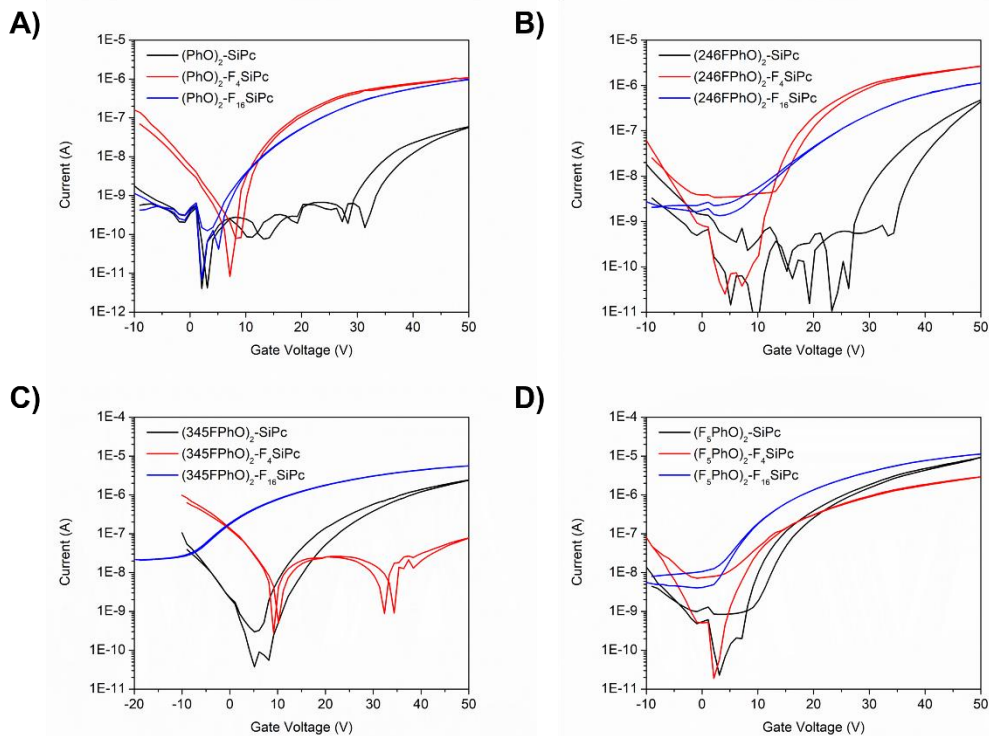 A)
1E-5
1E-6
1E-7
1E-8
1E-9
1E-10
1E-11
1E-12
Current (A)
(PhO)₂-SiPc
(PhO)₂-F₄SiPc
(PhO)₂-F₁₆SiPc
-10 0 10 20 30 40 50
Gate Voltage (V)
B)
1E-5
1E-6
1E-7
1E-8
1E-9
1E-10
1E-11
Current (A)
(246FPhO)₂-SiPc
(246FPhO)₂-F₄SiPc
(246FPhO)₂-F₁₆SiPc
-10 0 10 20 30 40 50
Gate Voltage (V)
C)
1E-4
1E-5
1E-6
1E-7
1E-8
1E-9
1E-10
1E-11
Current (A)
(345FPhO)₂-SiPc
(345FPhO)₂-F₄SiPc
(345FPhO)₂-F₁₆SiPc
-20 -10 0 10 20 30 40 50
Gate Voltage (V)
D)
1E-4
1E-5
1E-6
1E-7
1E-8
1E-9
1E-10
1E-11
Current (A)
(F₅PhO)₂-SiPc
(F₅PhO)₂-F₄SiPc
(F₅PhO)₂-F₁₆SiPc
-10 0 10 20 30 40 50
Gate Voltage (V)